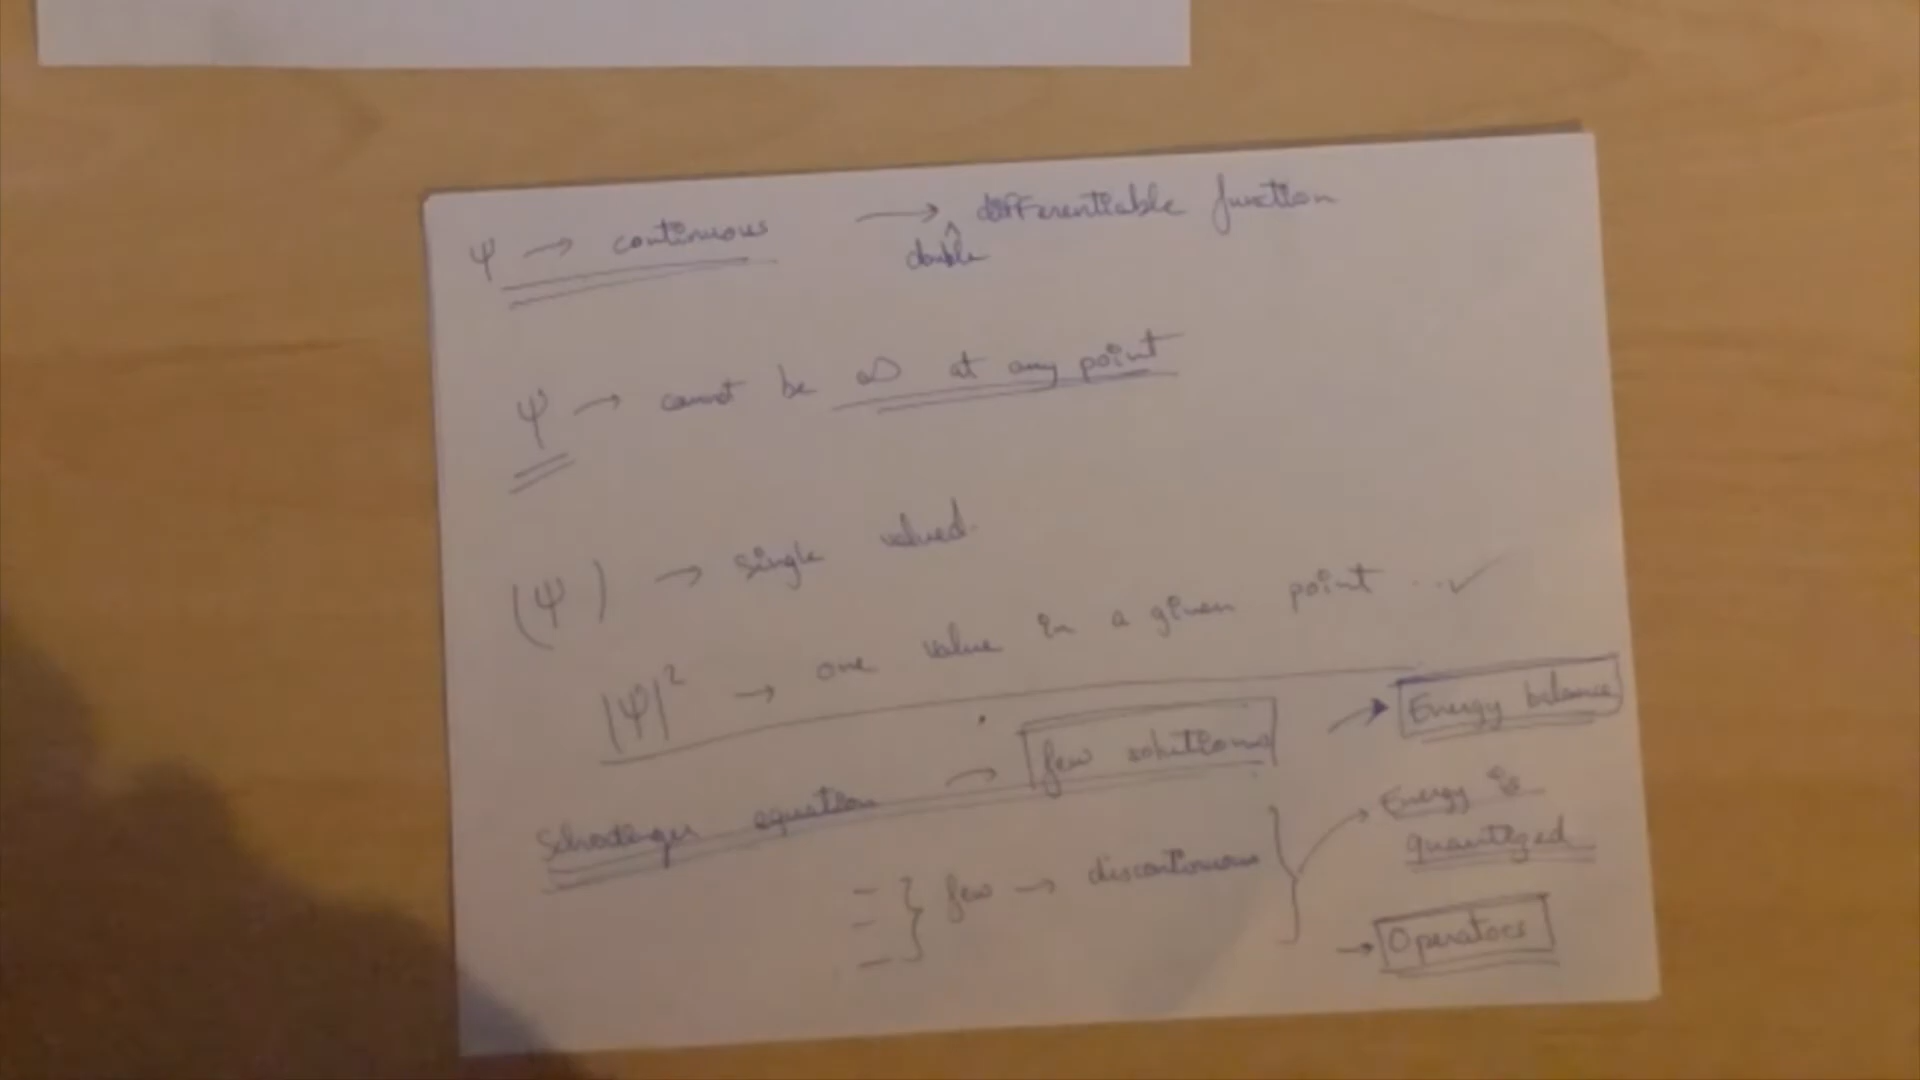 ψ → continuous → differentiable function
double
ψ → cannot be ∞ at any point
(ψ) → single valued.
|ψ|² → one value in a given point ✓
Schodenger equation → few solutions → Energy balance
few → discontinuous
Energy is
quantized
→ Operators